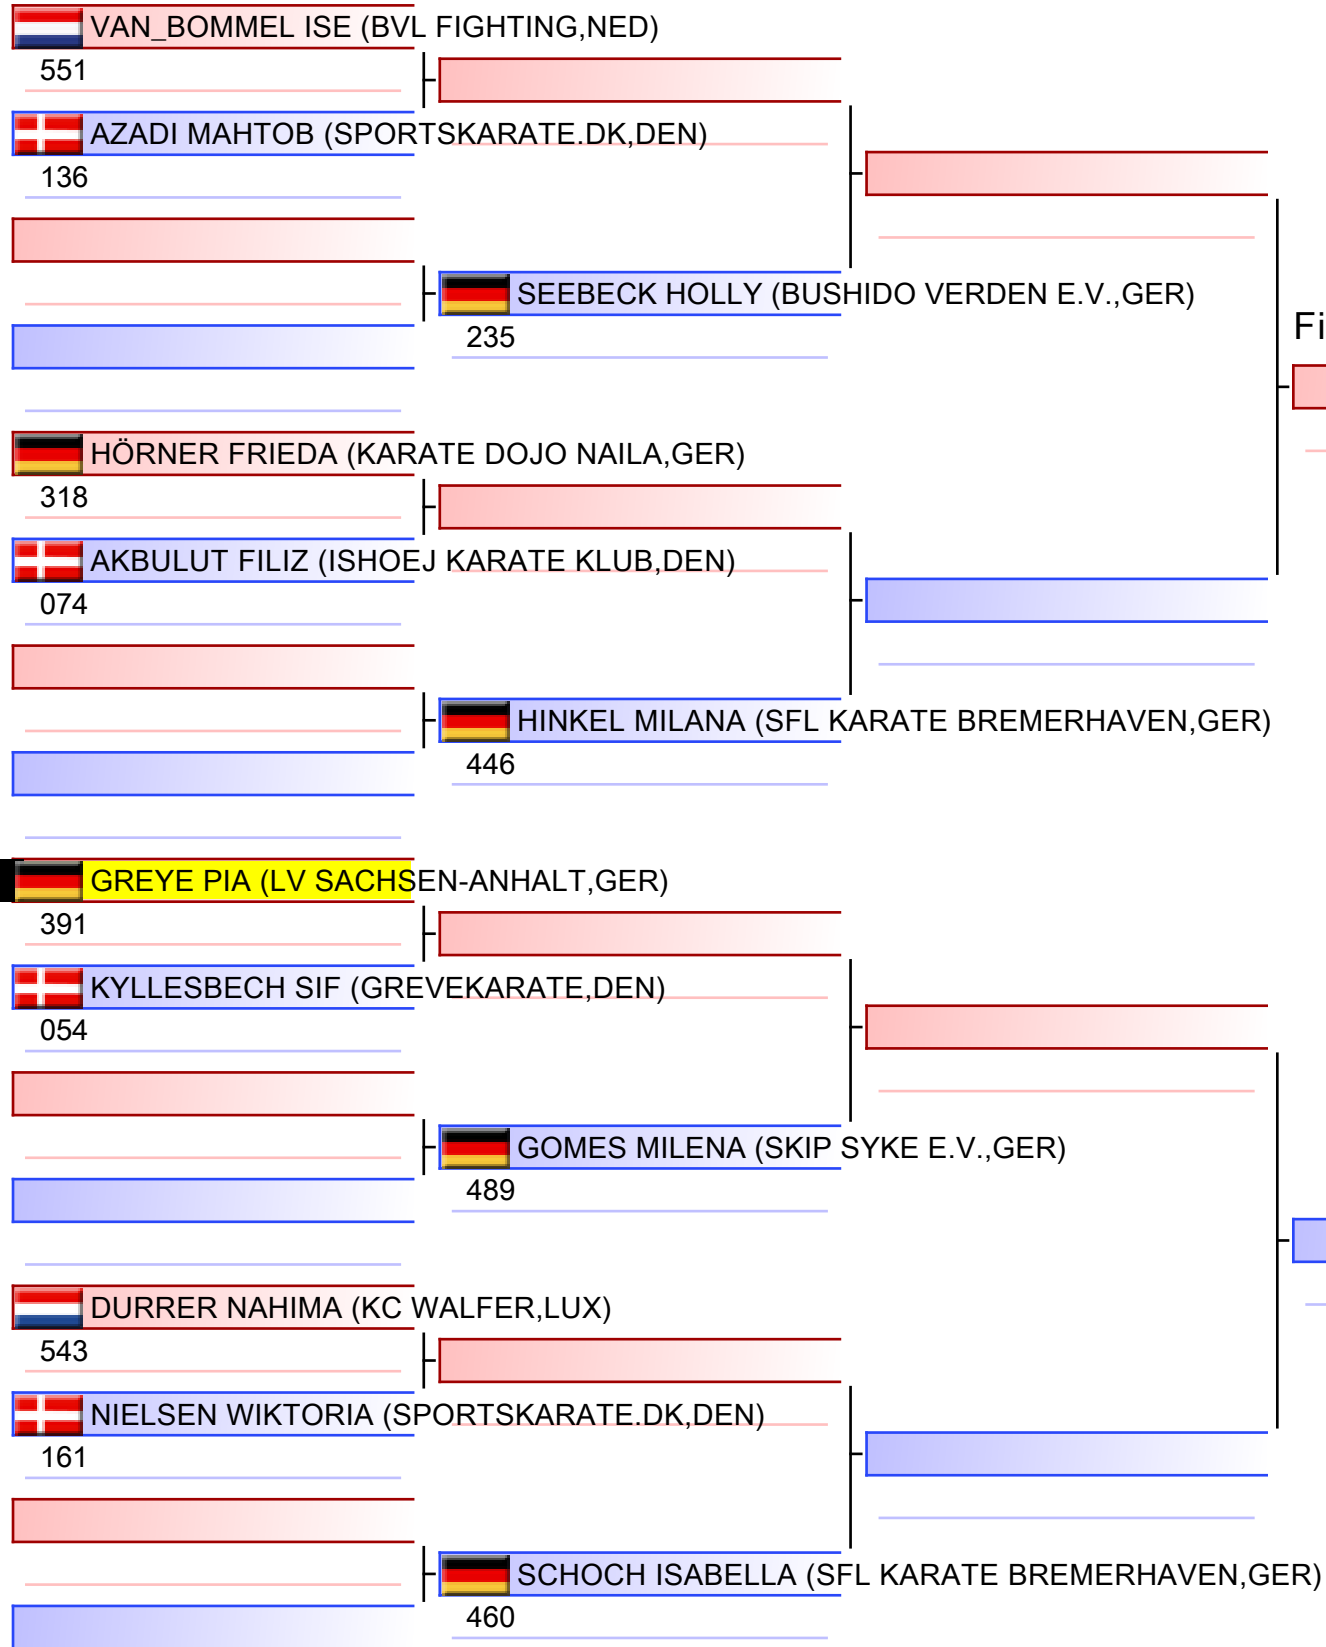 VAN_BOMMEL ISE (BVL FIGHTING,NED)
551
AZADI MAHTOB (SPORTSKARATE.DK,DEN)
136
SEEBECK HOLLY (BUSHIDO VERDEN E.V.,GER)
235
Fi
HÖRNER FRIEDA (KARATE DOJO NAILA,GER)
318
AKBULUT FILIZ (ISHOEJ KARATE KLUB,DEN)
074
HINKEL MILANA (SFL KARATE BREMERHAVEN,GER)
446
GREYE PIA (LV SACHSEN-ANHALT,GER)
391
KYLLESBECH SIF (GREVEKARATE,DEN)
054
GOMES MILENA (SKIP SYKE E.V.,GER)
489
DURRER NAHIMA (KC WALFER,LUX)
543
NIELSEN WIKTORIA (SPORTSKARATE.DK,DEN)
161
SCHOCH ISABELLA (SFL KARATE BREMERHAVEN,GER)
460